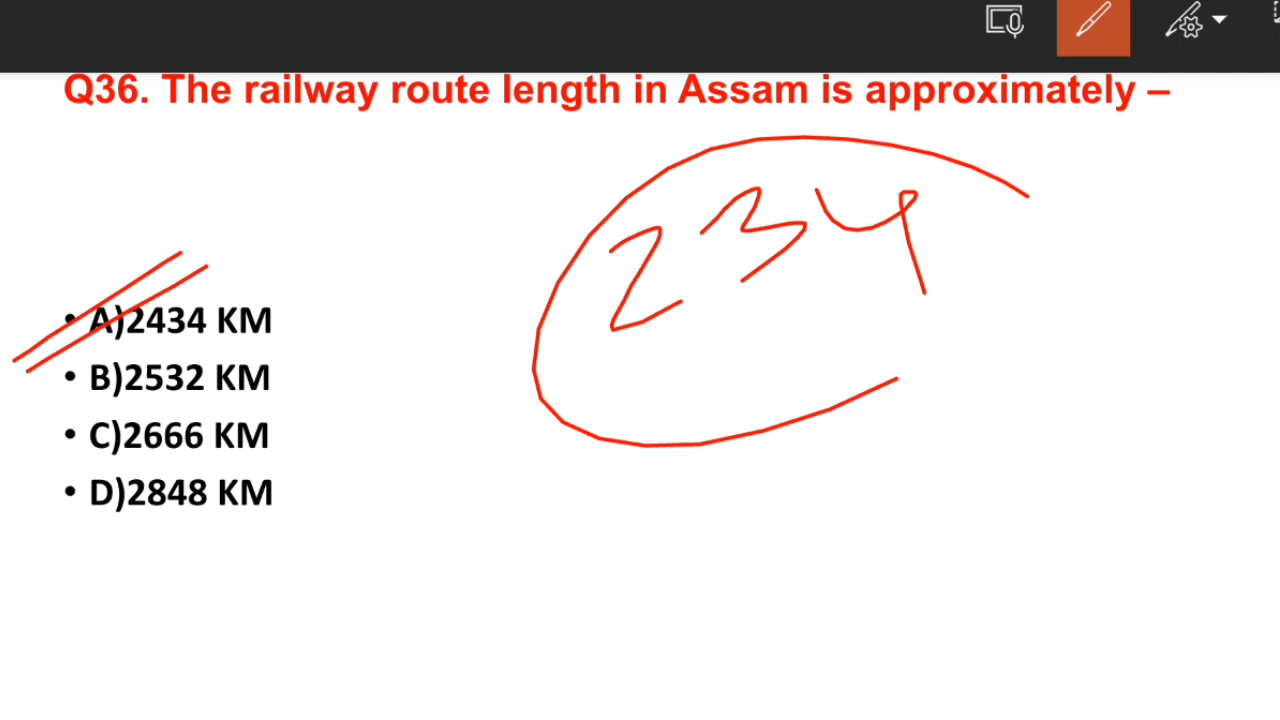 Q36. The railway route length in Assam is approximately –
234
• A)2434 KM
• B)2532 KM
• C)2666 KM
• D)2848 KM